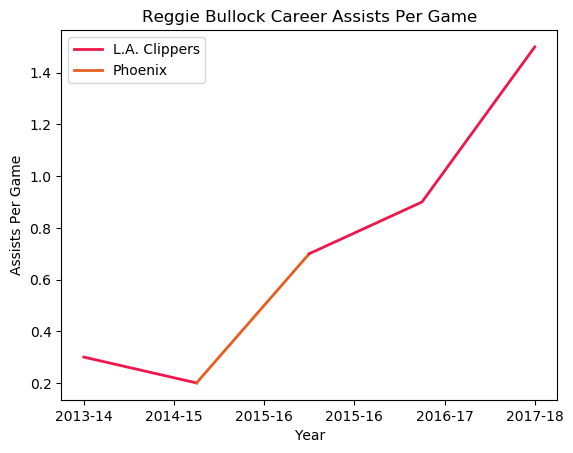 Reggie Bullock Career Assists Per Game
L.A. Clippers
Phoenix
1.4
1.2
1.0
0.8
0.6
0.4
0.2
Assists Per Game
2013-14 2014-15 2015-16 2015-16 2016-17 2017-18
Year